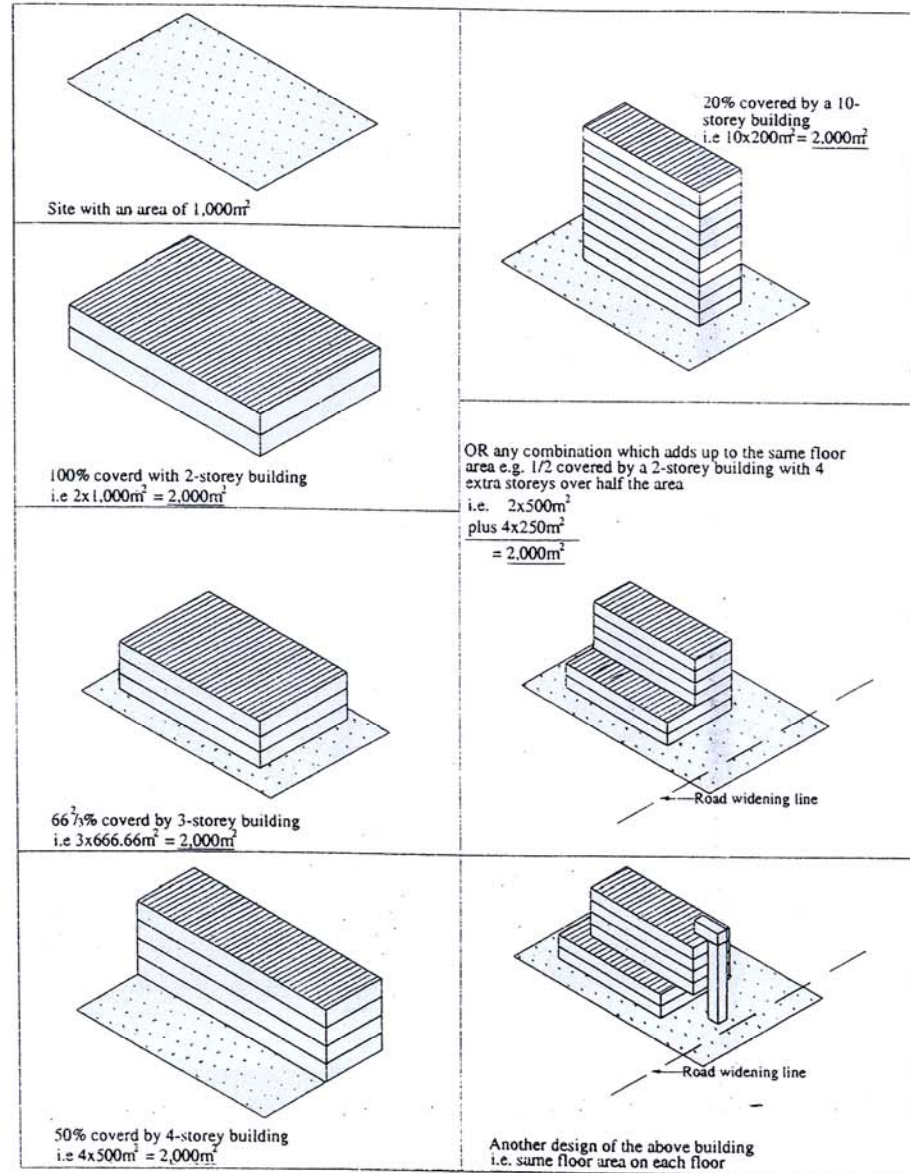 Site with an area of 1,000m²
100% coverd with 2-storey building
i.e 2x1,000m² = 2,000m²
66⅔% coverd by 3-storey building
i.e 3x666.66m² = 2,000m²
50% coverd by 4-storey building
i.e 4x500m² = 2,000m²
20% covered by a 10-
storey building
i.e 10x200m² = 2,000m²
OR any combination which adds up to the same floor
area e.g. 1/2 covered by a 2-storey building with 4
extra storeys over half the area
i.e. 2x500m²
plus 4x250m²
= 2,000m²
Road widening line
Road widening line
Another design of the above building
i.e. same floor area on each floor